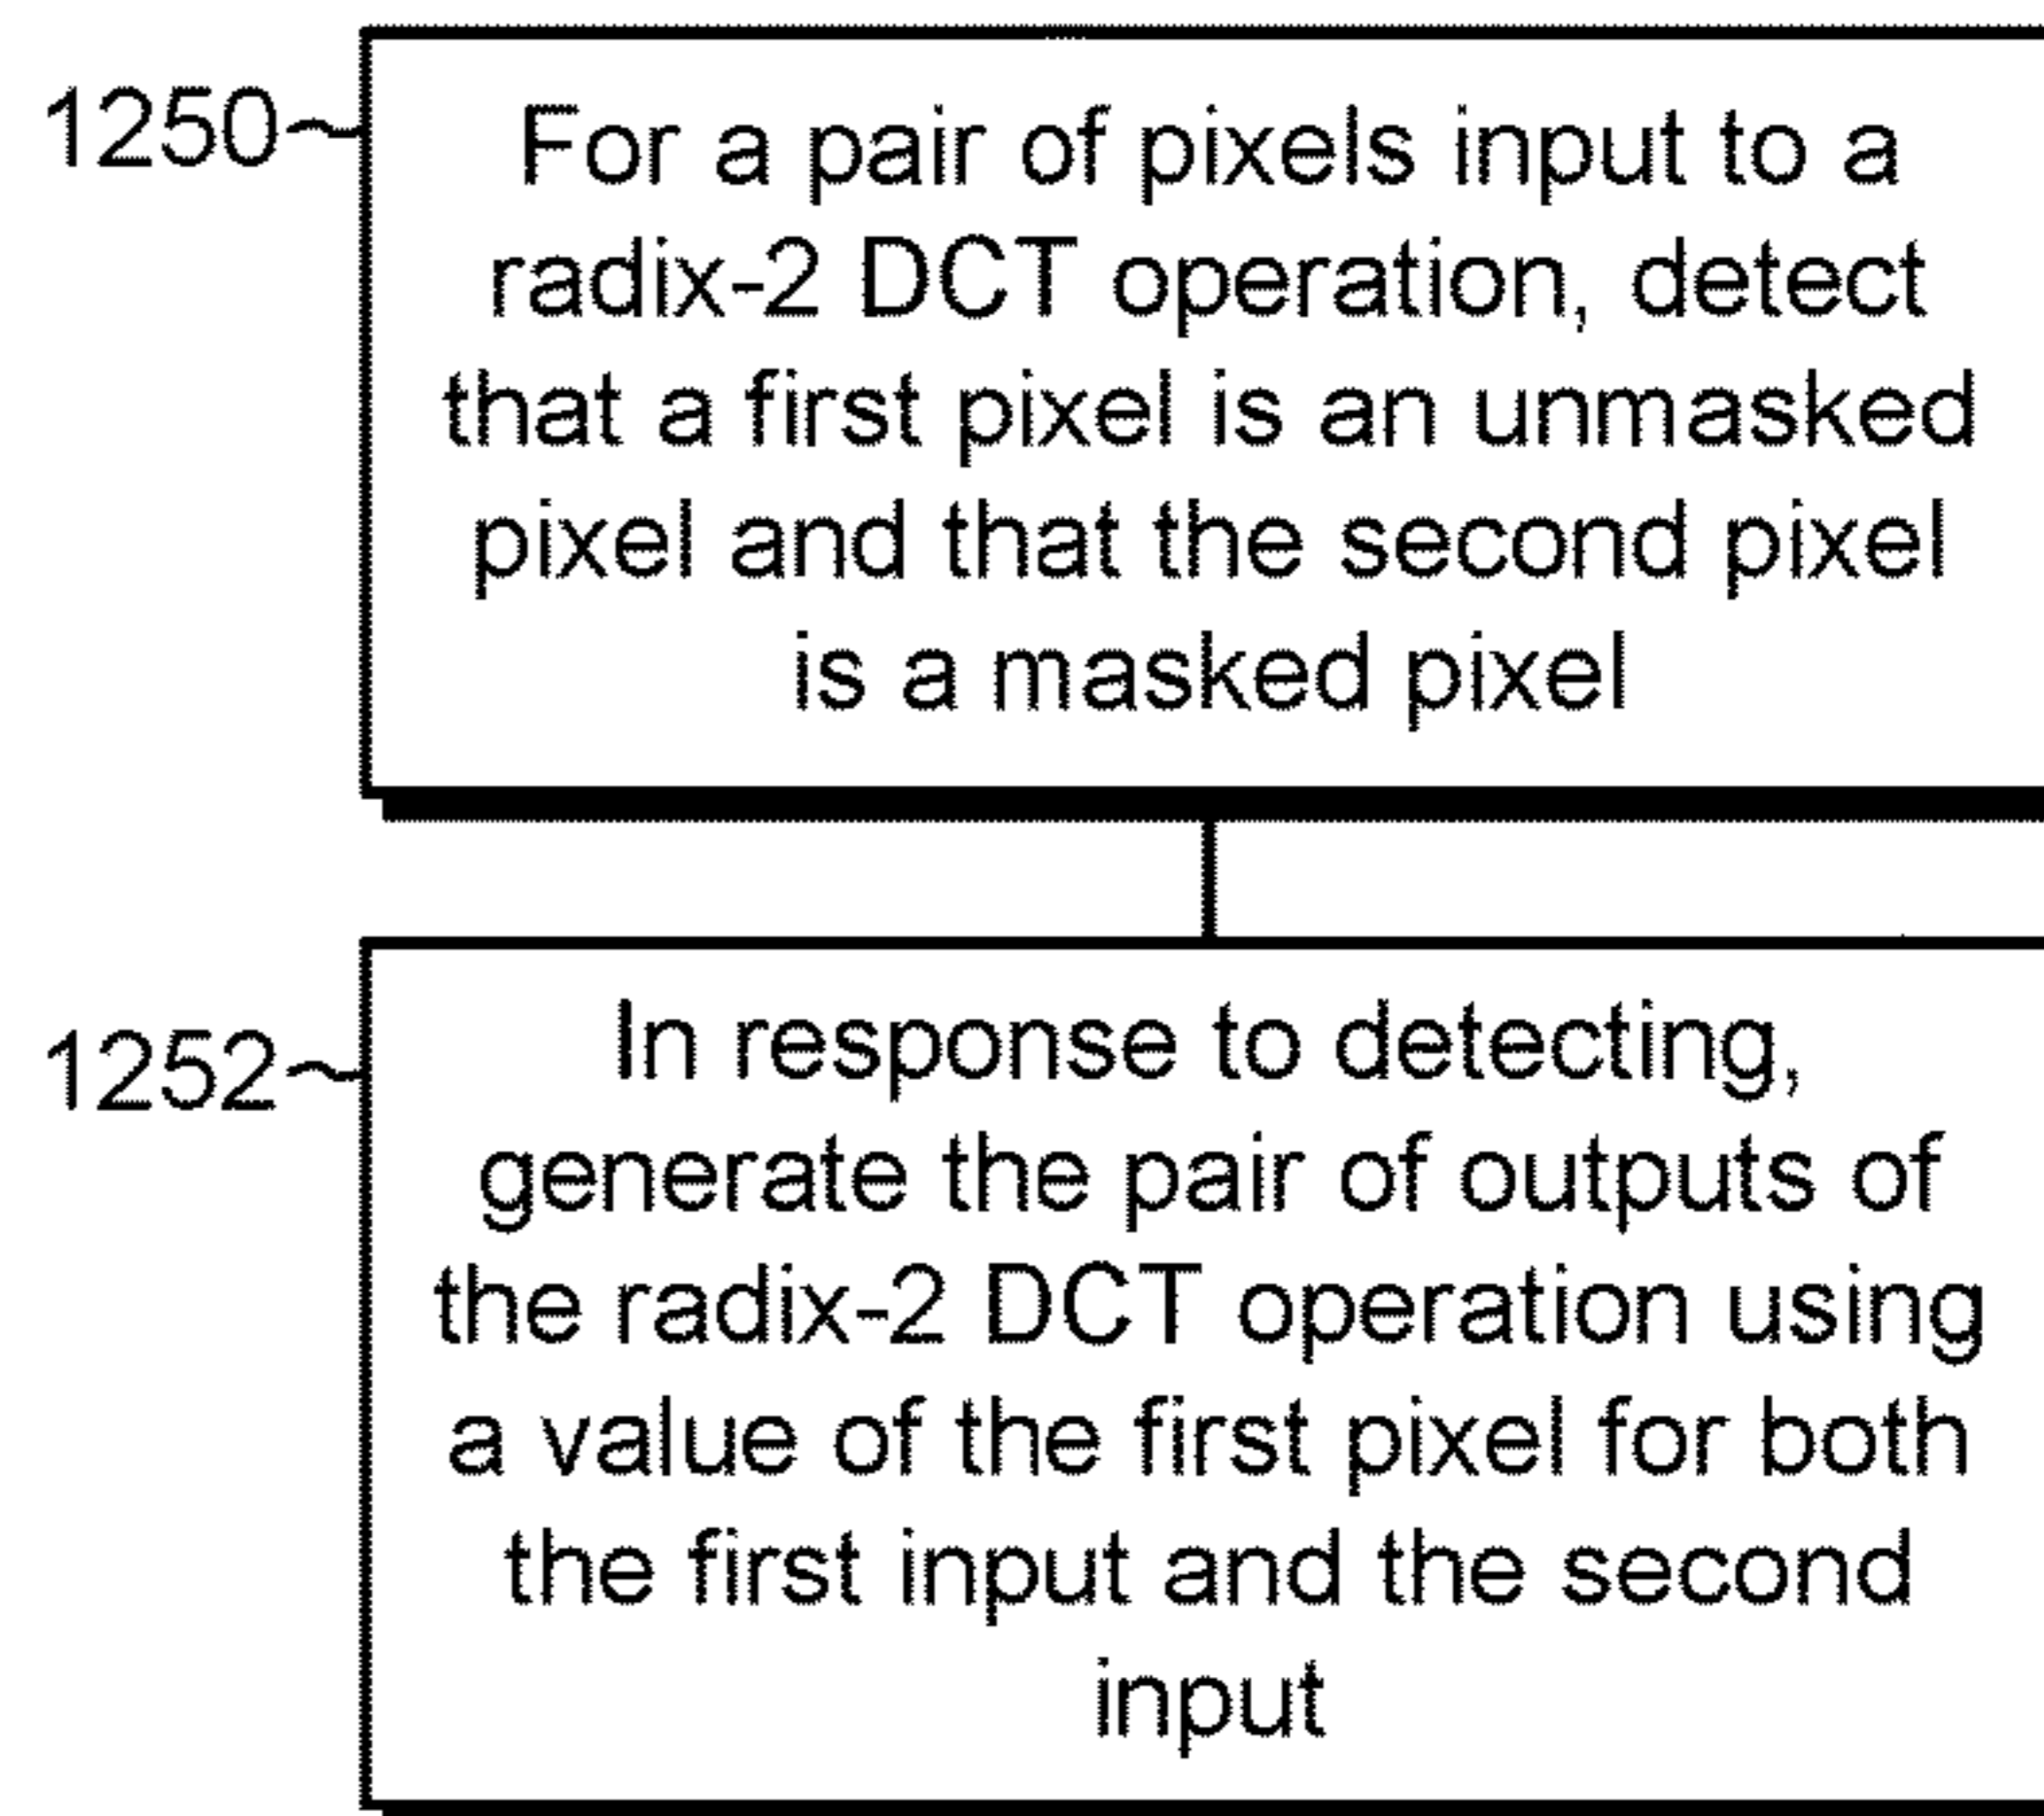 1250
For a pair of pixels input to a
radix-2 DCT operation, detect
that a first pixel is an unmasked
pixel and that the second pixel
is a masked pixel
1252
In response to detecting,
generate the pair of outputs of
the radix-2 DCT operation using
a value of the first pixel for both
the first input and the second
input